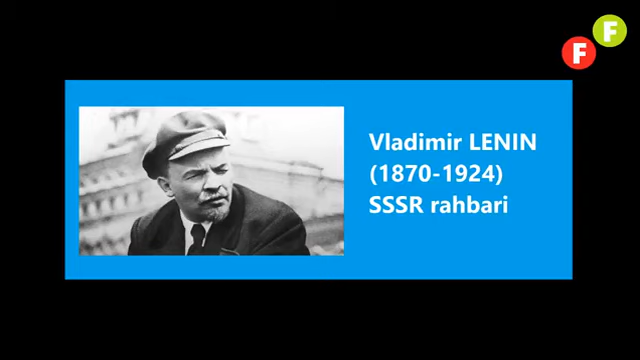 F
F
Vladimir LENIN
(1870-1924)
SSSR rahbari